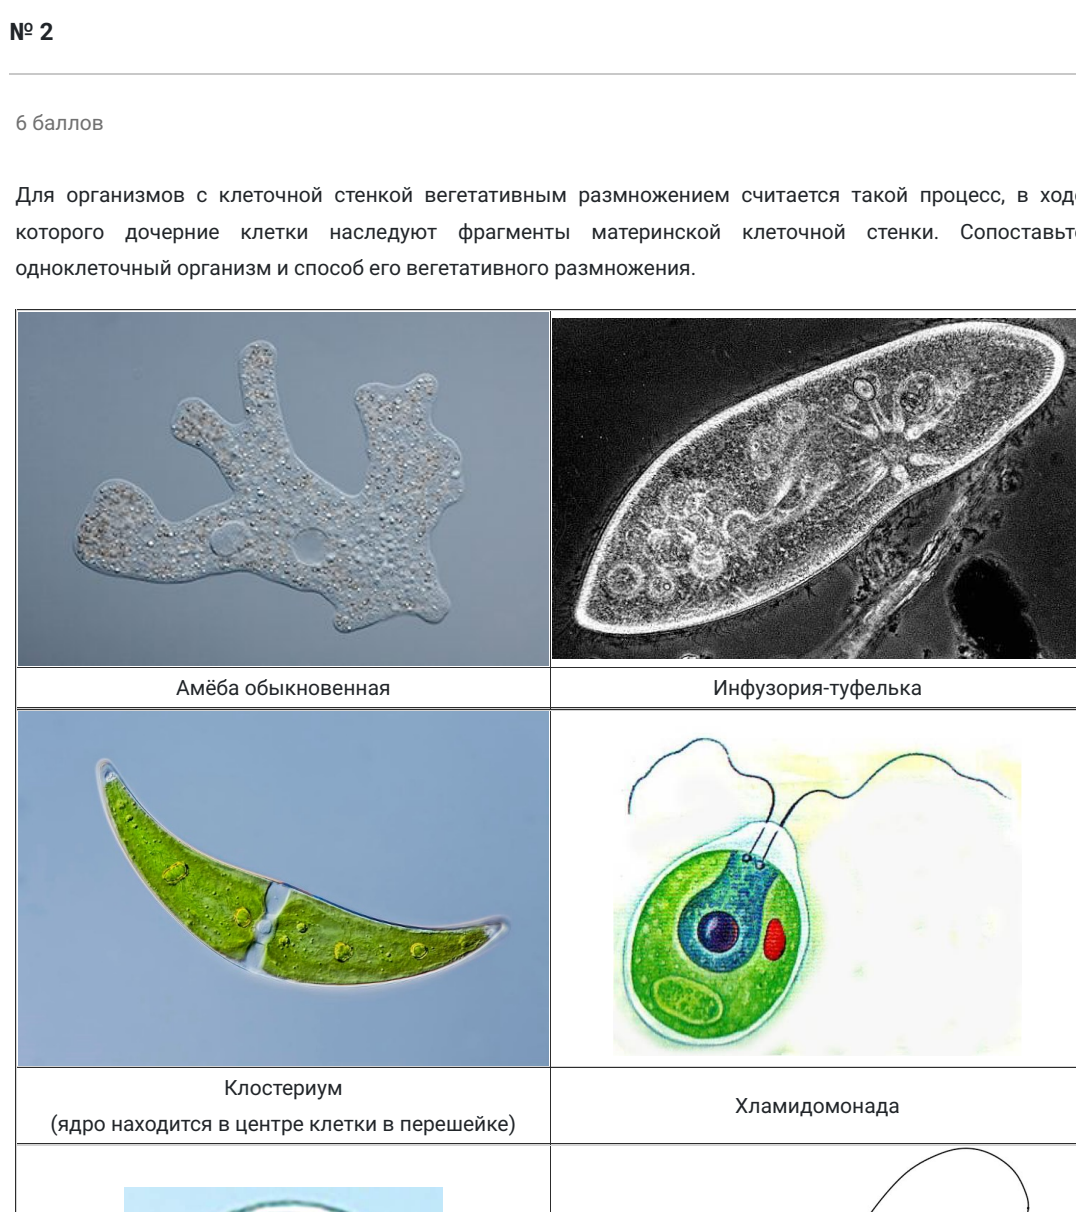 № 2
6 баллов
Для организмов с клеточной стенкой вегетативным размножением считается такой процесс, в ходе
которого дочерние клетки наследуют фрагменты материнской клеточной стенки. Сопоставьте
одноклеточный организм и способ его вегетативного размножения.
Амёба обыкновенная
Инфузория-туфелька
Клостериум
(ядро находится в центре клетки в перешейке)
Хламидомонада